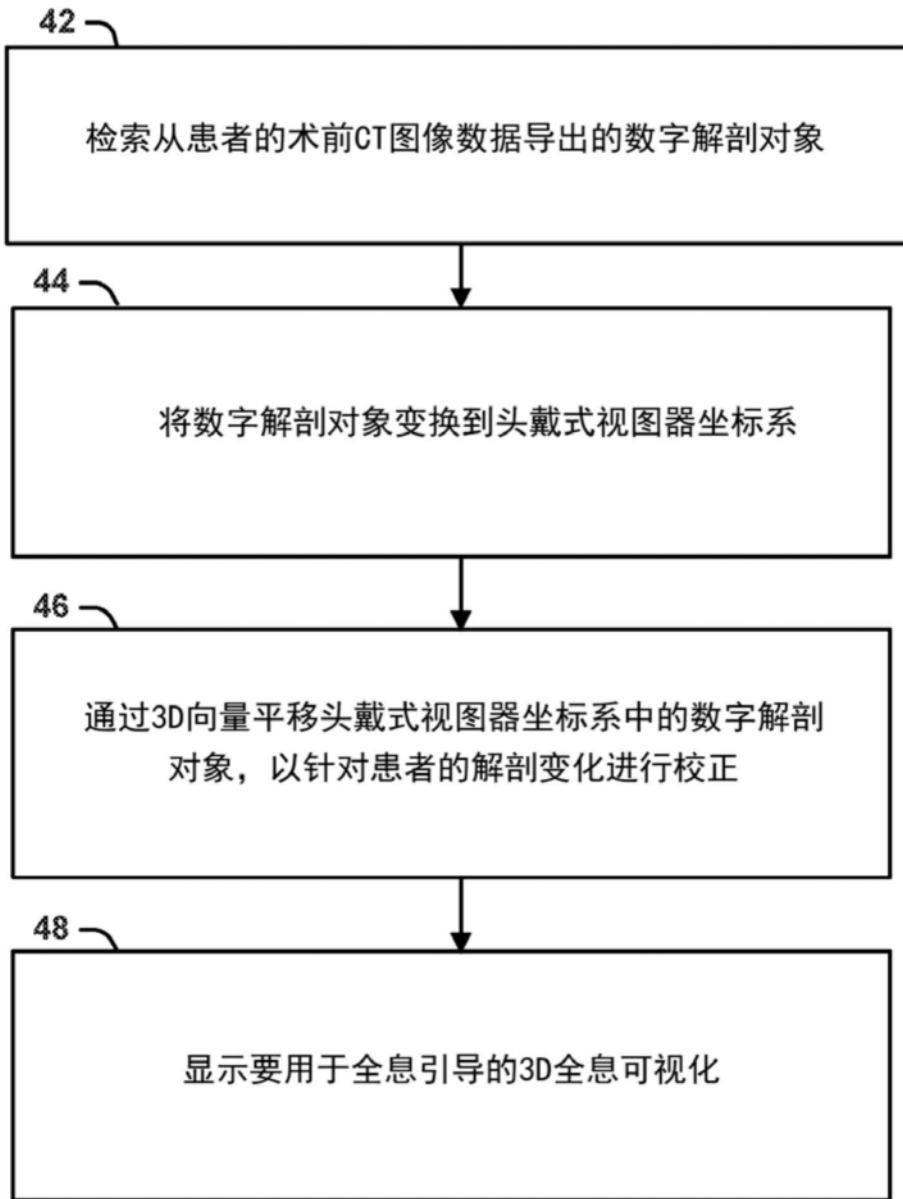 42
检索从患者的术前CT图像数据导出的数字解剖对象
44
将数字解剖对象变换到头戴式视图器坐标系
46
通过3D向量平移头戴式视图器坐标系中的数字解剖
对象，以针对患者的解剖变化进行校正
48
显示要用于全息引导的3D全息可视化